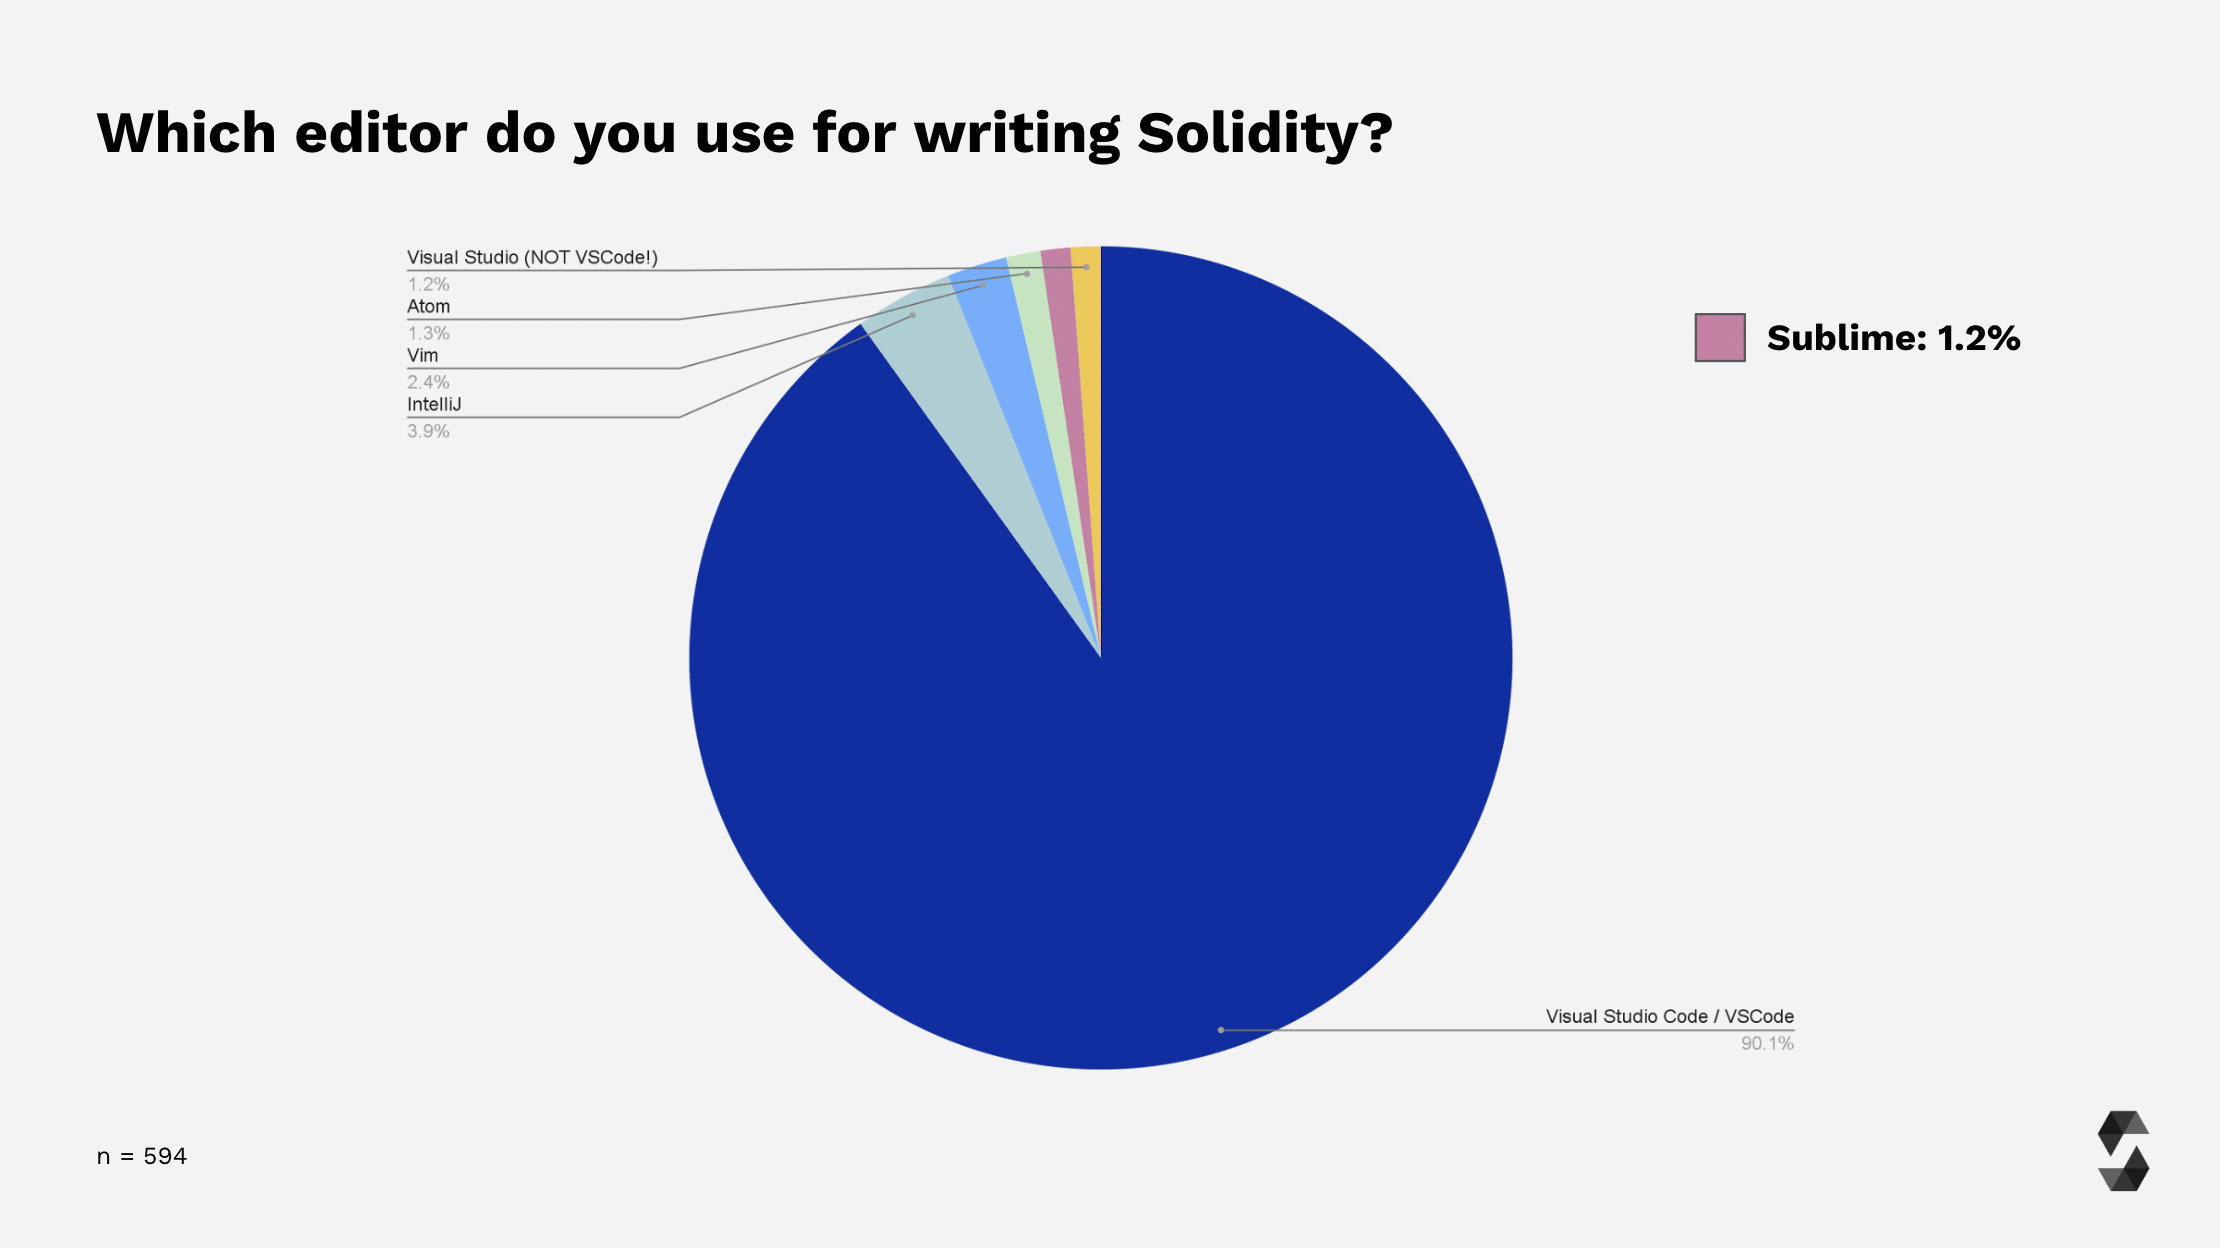 Which editor do you use for writing Solidity?
Visual Studio (NOT VSCode!)
1.2%
Atom
1.3%
Vim
2.4%
IntelliJ
3.9%
Sublime: 1.2%
Visual Studio Code / VSCode
90.1%
n = 594